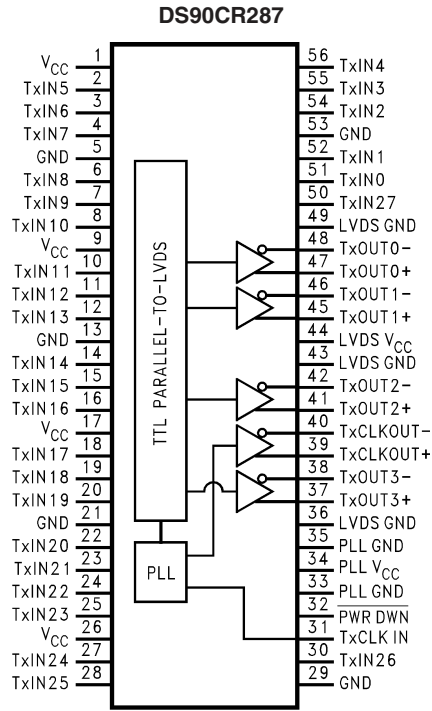 DS90CR287
VCC 1 56 TxIN4
TxIN5 2 55 TxIN3
TxIN6 3 54 TxIN2
TxIN7 4 53 GND
GND 5 52 TxIN1
TxIN8 6 51 TxIN0
TxIN9 7 50 TxIN27
TxIN10 8 49 LVDS GND
VCC 9 48 TxOUT0-
TxIN11 10 47 TxOUT0+
TxIN12 11 46 TxOUT1-
TxIN13 12 45 TxOUT1+
GND 13 44 LVDS VCC
TxIN14 14 43 LVDS GND
TxIN15 15 42 TxOUT2-
TxIN16 16 41 TxOUT2+
VCC 17 40 TxCLKOUT-
TxIN17 18 39 TxCLKOUT+
TxIN18 19 38 TxOUT3-
TxIN19 20 37 TxOUT3+
GND 21 36 LVDS GND
TxIN20 22 35 PLL GND
TxIN21 23 34 PLL VCC
TxIN22 24 33 PLL GND
TxIN23 25 32 PWR DWN
VCC 26 31 TxCLK IN
TxIN24 27 30 TxIN26
TxIN25 28 29 GND
TTL PARALLEL-TO-LVDS
PLL